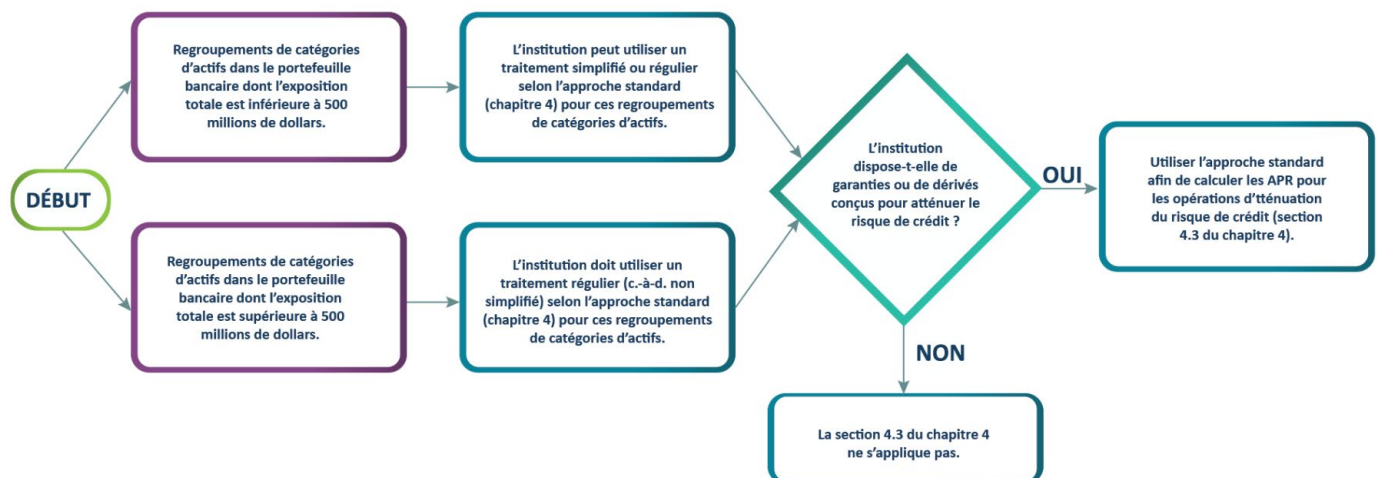 DÉBUT
Regroupements de catégories
d'actifs dans le portefeuille
bancaire dont l'exposition
totale est inférieure à 500
millions de dollars.
L'institution peut utiliser un
traitement simplifié ou régulier
selon l'approche standard
(chapitre 4) pour ces regroupements
de catégories d'actifs.
Regroupements de catégories
d'actifs dans le portefeuille
bancaire dont l'exposition
totale est supérieure à 500
millions de dollars.
L'institution doit utiliser un
traitement régulier (c.-à-d. non
simplifié) selon l'approche standard
(chapitre 4) pour ces regroupements
de catégories d'actifs.
L'institution
dispose-t-elle de
garanties ou de dérivés
conçus pour atténuer le
risque de crédit ?
OUI
Utiliser l'approche standard
afin de calculer les APR pour
les opérations d'tténuation
du risque de crédit (section
4.3 du chapitre 4).
NON
La section 4.3 du chapitre 4
ne s'applique pas.